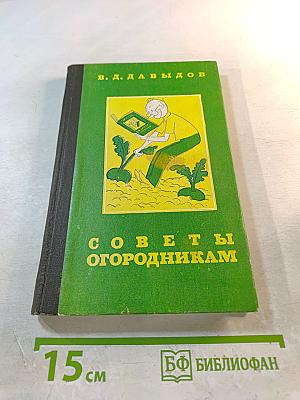 В. Д. ДАВЫДОВ
СОВЕТЫ
ОГОРОДНИКАМ
15 см
БФ БИБЛИОФАН